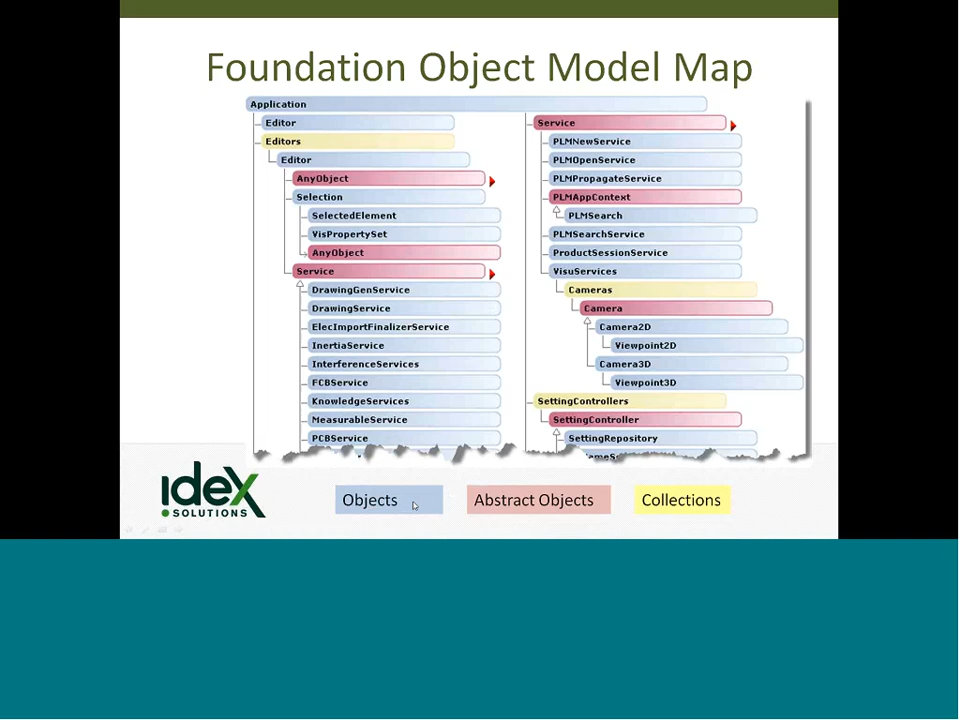 Foundation Object Model Map
Application
Editor
Editors
Editor
AnyObject
Selection
SelectedElement
VisPropertySet
AnyObject
Service
DrawingGenService
DrawingService
ElecImportFinalizerService
InertiaService
InterferenceServices
FCBService
KnowledgeServices
MeasurableService
PCBService
Service
PLMNewService
PLMOpenService
PLMPropagateService
PLMAppContext
PLMSearch
PLMSearchService
ProductSessionService
VisuServices
Cameras
Camera
Camera2D
Viewpoint2D
Camera3D
Viewpoint3D
SettingControllers
SettingController
SettingRepository
ideX
SOLUTIONS
Objects
Abstract Objects
Collections